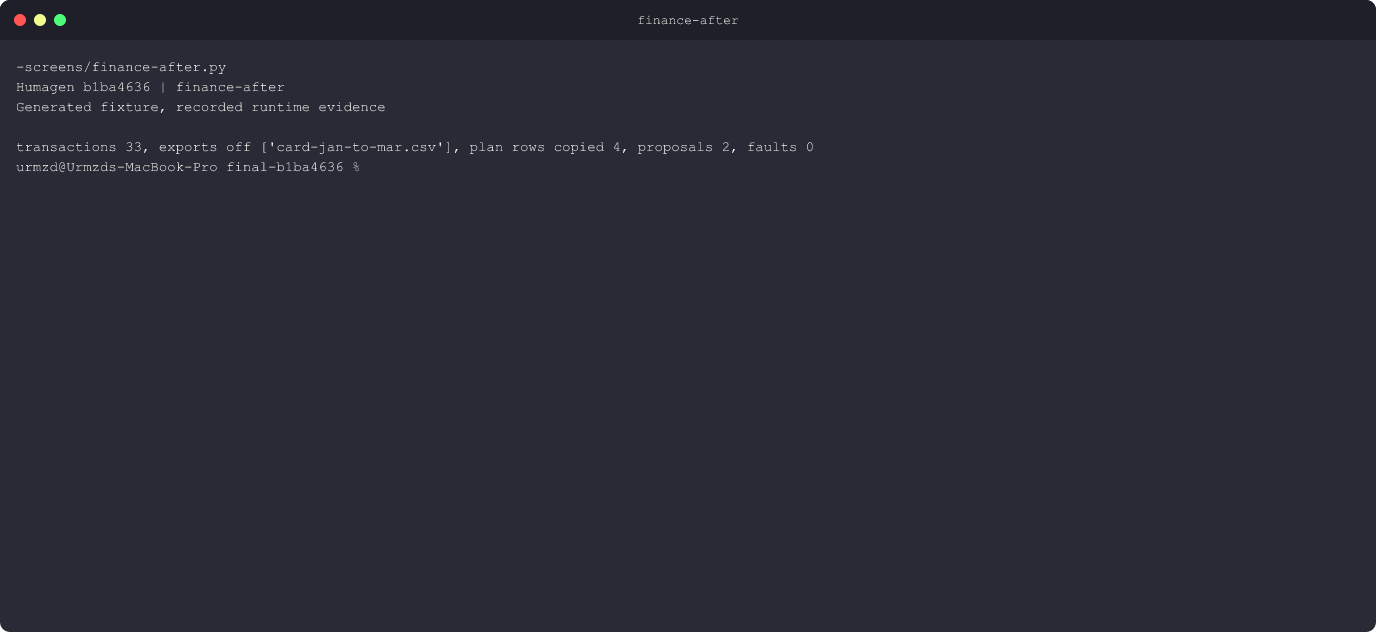 finance-after
-screens/finance-after.py
Humagen b1ba4636 | finance-after
Generated fixture, recorded runtime evidence
transactions 33, exports off ['card-jan-to-mar.csv'], plan rows copied 4, proposals 2, faults 0
urmzd@Urmzds-MacBook-Pro final-b1ba4636 %